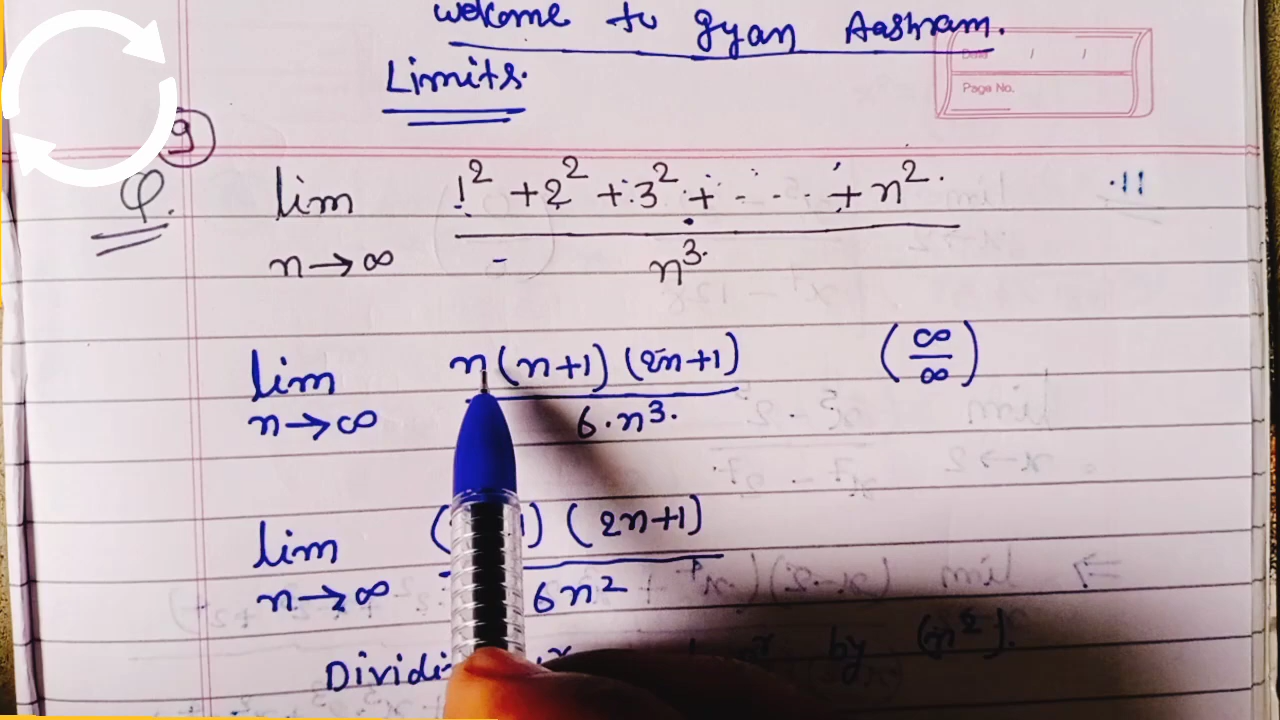 welcome to gyan Aashram.
Limits.
Date / /
Page No.
9
Q. lim n→∞ 1² + 2² + 3² + - - - - + n². / n³.
lim n→∞ n(n+1)(2n+1) / 6·n³. (∞/∞)
lim n→∞ ( 1) (2n+1) / 6n²
by (n²).